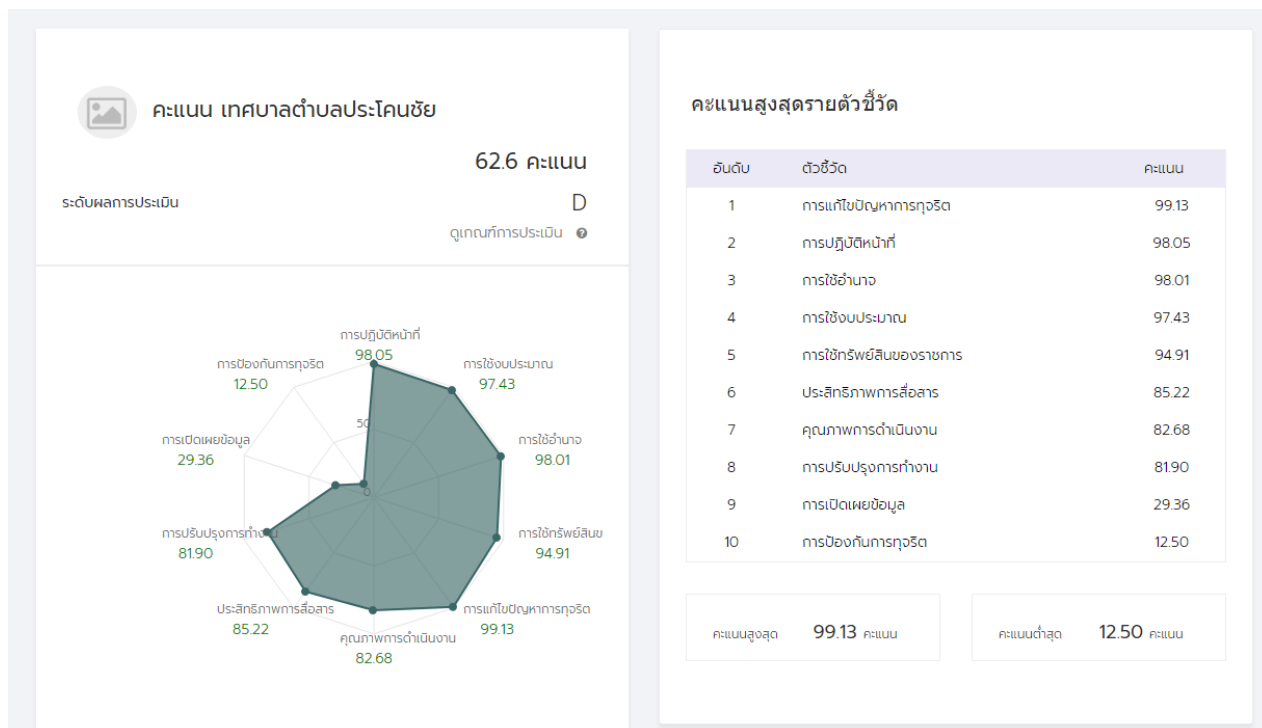 คะแนน เทศบาลตำบลประโคนชัย
62.6 คะแนน
ระดับผลการประเมิน D
ดูเกณฑ์การประเมิน ?
การปฏิบัติหน้าที่
98.05
การป้องกันการทุจริต
12.50
การใช้งบประมาณ
97.43
50
การเปิดเผยข้อมูล
29.36
การใช้อำนาจ
98.01
0
การปรับปรุงการทำงาน
81.90
การใช้ทรัพย์สินข
94.91
ประสิทธิภาพการสื่อสาร
85.22
การแก้ไขปัญหาการทุจริต
99.13
คุณภาพการดำเนินงาน
82.68
คะแนนสูงสุดรายตัวชี้วัด
อันดับ ตัวชี้วัด คะแนน
1 การแก้ไขปัญหาการทุจริต 99.13
2 การปฏิบัติหน้าที่ 98.05
3 การใช้อำนาจ 98.01
4 การใช้งบประมาณ 97.43
5 การใช้ทรัพย์สินของราชการ 94.91
6 ประสิทธิภาพการสื่อสาร 85.22
7 คุณภาพการดำเนินงาน 82.68
8 การปรับปรุงการทำงาน 81.90
9 การเปิดเผยข้อมูล 29.36
10 การป้องกันการทุจริต 12.50
คะแนนสูงสุด 99.13 คะแนน
คะแนนต่ำสุด 12.50 คะแนน